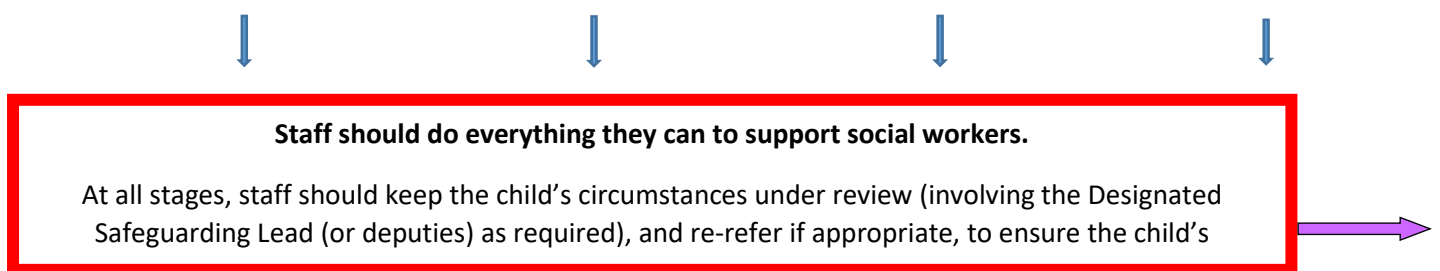 Staff should do everything they can to support social workers.
At all stages, staff should keep the child’s circumstances under review (involving the Designated
Safeguarding Lead (or deputies) as required), and re-refer if appropriate, to ensure the child’s